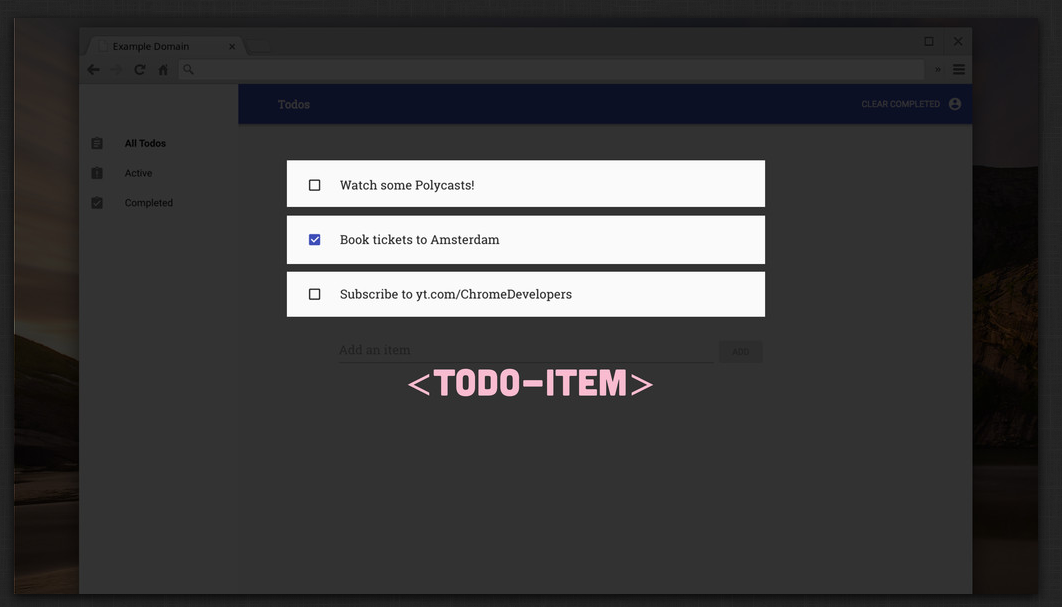 Example Domain
Todos
CLEAR COMPLETED
All Todos
Active
Completed
Watch some Polycasts!
Book tickets to Amsterdam
Subscribe to yt.com/ChromeDevelopers
Add an item
ADD
<TODO-ITEM>